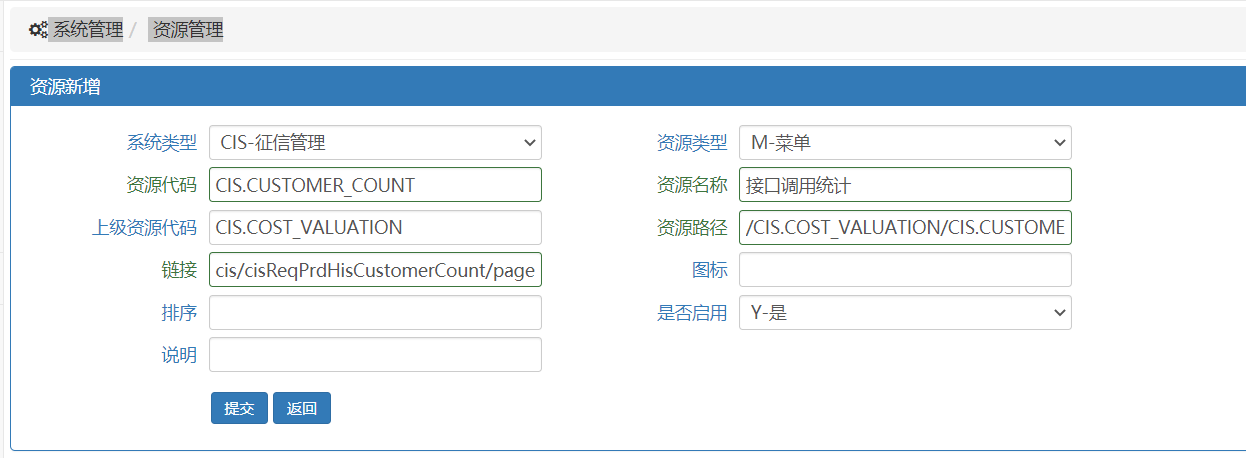 系统管理 / 资源管理
资源新增
系统类型 CIS-征信管理 资源类型 M-菜单
资源代码 CIS.CUSTOMER_COUNT 资源名称 接口调用统计
上级资源代码 CIS.COST_VALUATION 资源路径 /CIS.COST_VALUATION/CIS.CUSTOME
链接 cis/cisReqPrdHisCustomerCount/page 图标
排序 是否启用 Y-是
说明
提交 返回